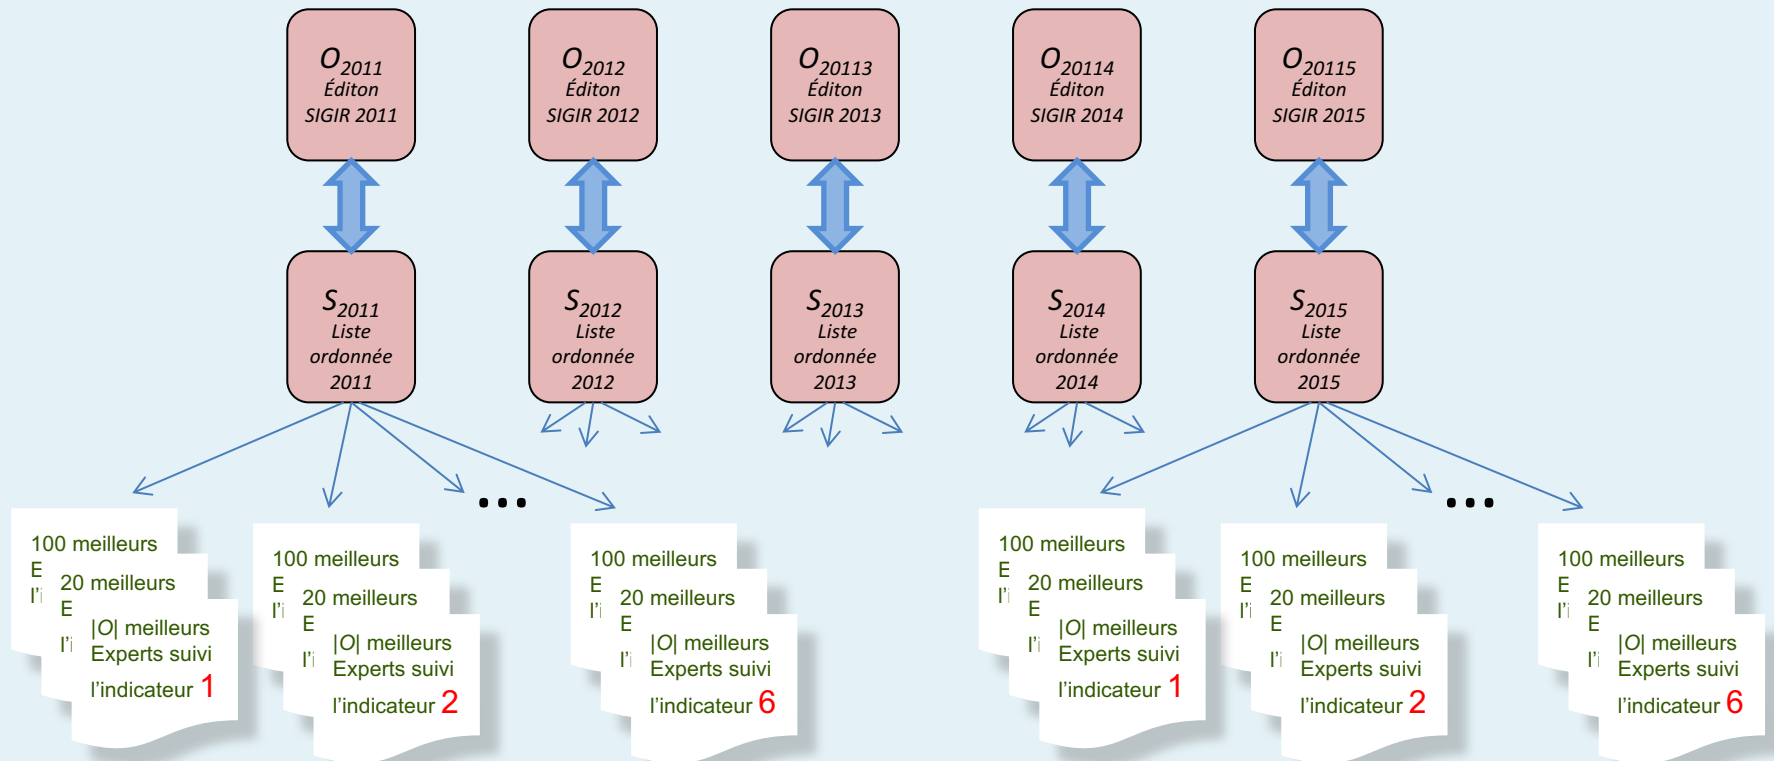 O2011
Éditon
SIGIR 2011
O2012
Éditon
SIGIR 2012
O20113
Éditon
SIGIR 2013
O20114
Éditon
SIGIR 2014
O20115
Éditon
SIGIR 2015
S2011
Liste
ordonnée
2011
S2012
Liste
ordonnée
2012
S2013
Liste
ordonnée
2013
S2014
Liste
ordonnée
2014
S2015
Liste
ordonnée
2015
...
...
100 meilleurs
E
l'i
20 meilleurs
E
l'i
|O| meilleurs
Experts suivi
l'indicateur 1
100 meilleurs
E
l'i
20 meilleurs
E
l'i
|O| meilleurs
Experts suivi
l'indicateur 2
100 meilleurs
E
l'i
20 meilleurs
E
l'i
|O| meilleurs
Experts suivi
l'indicateur 6
100 meilleurs
E
l'i
20 meilleurs
E
l'i
|O| meilleurs
Experts suivi
l'indicateur 1
100 meilleurs
E
l'i
20 meilleurs
E
l'i
|O| meilleurs
Experts suivi
l'indicateur 2
100 meilleurs
E
l'i
20 meilleurs
E
l'i
|O| meilleurs
Experts suivi
l'indicateur 6